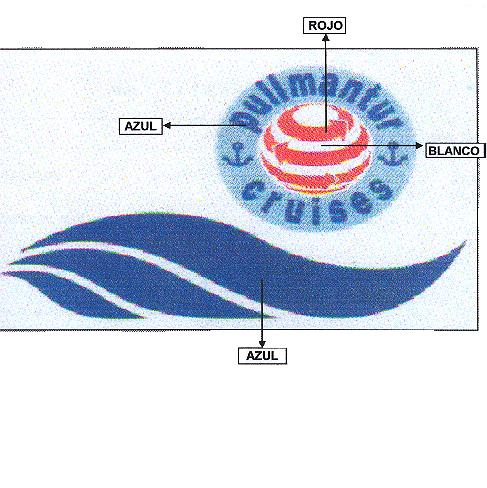 ROJO
pullmantur
AZUL
BLANCO
cruises
AZUL